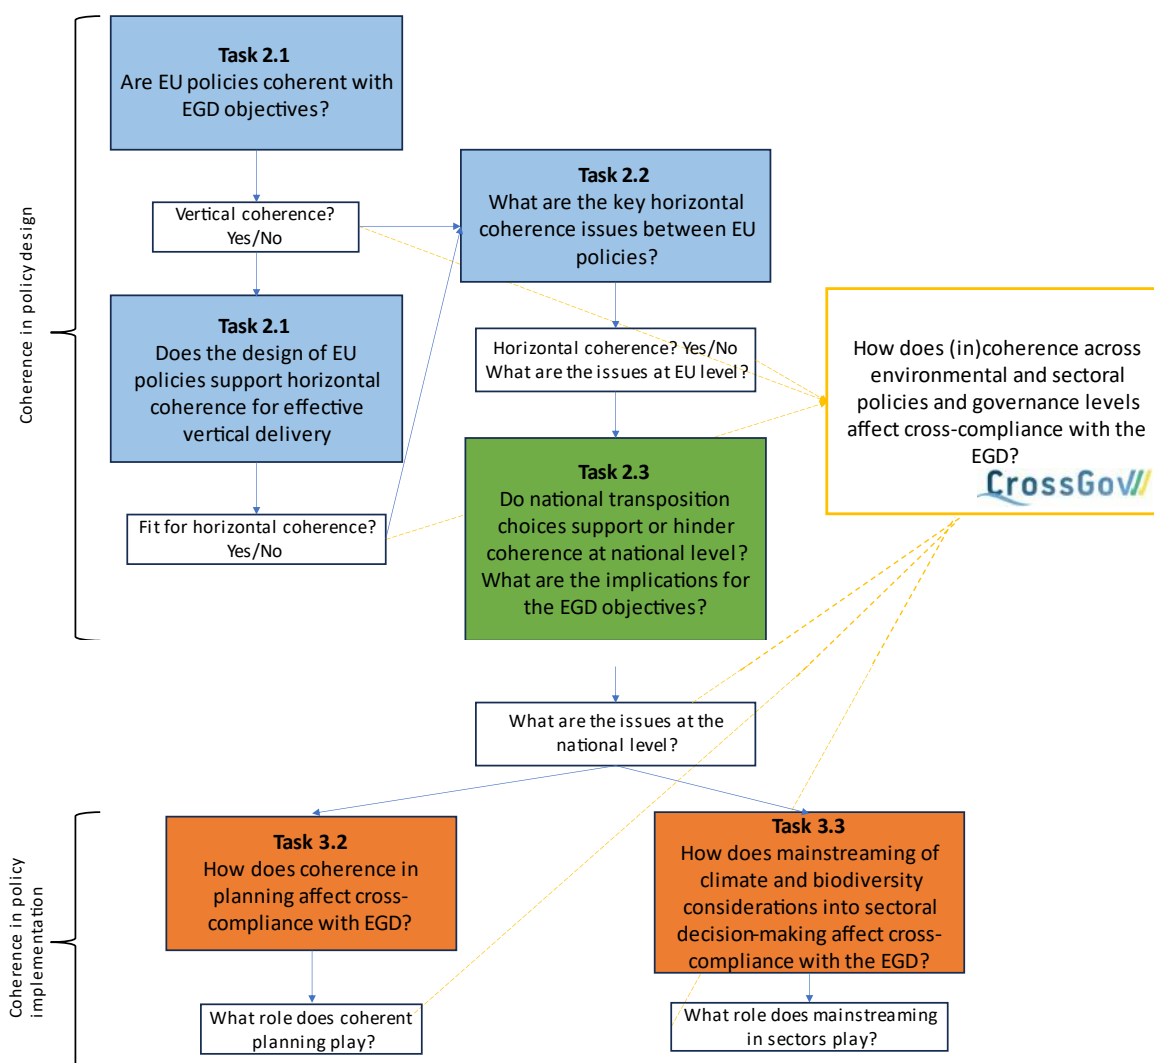 Coherence in policy design
Task 2.1
Are EU policies coherent with
EGD objectives?
Vertical coherence?
Yes/No
Task 2.1
Does the design of EU
policies support horizontal
coherence for effective
vertical delivery
Fit for horizontal coherence?
Yes/No
Task 2.2
What are the key horizontal
coherence issues between EU
policies?
Horizontal coherence? Yes/No
What are the issues at EU level?
Task 2.3
Do national transposition
choices support or hinder
coherence at national level?
What are the implications for
the EGD objectives?
How does (in)coherence across
environmental and sectoral
policies and governance levels
affect cross-compliance with the
EGD?
CrossGov
What are the issues at the
national level?
Coherence in policy
implementation
Task 3.2
How does coherence in
planning affect cross-
compliance with EGD?
What role does coherent
planning play?
Task 3.3
How does mainstreaming of
climate and biodiversity
considerations into sectoral
decision-making affect cross-
compliance with the EGD?
What role does mainstreaming
in sectors play?